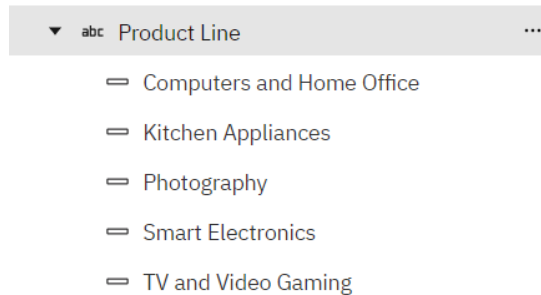 abc Product Line ...
Computers and Home Office
Kitchen Appliances
Photography
Smart Electronics
TV and Video Gaming